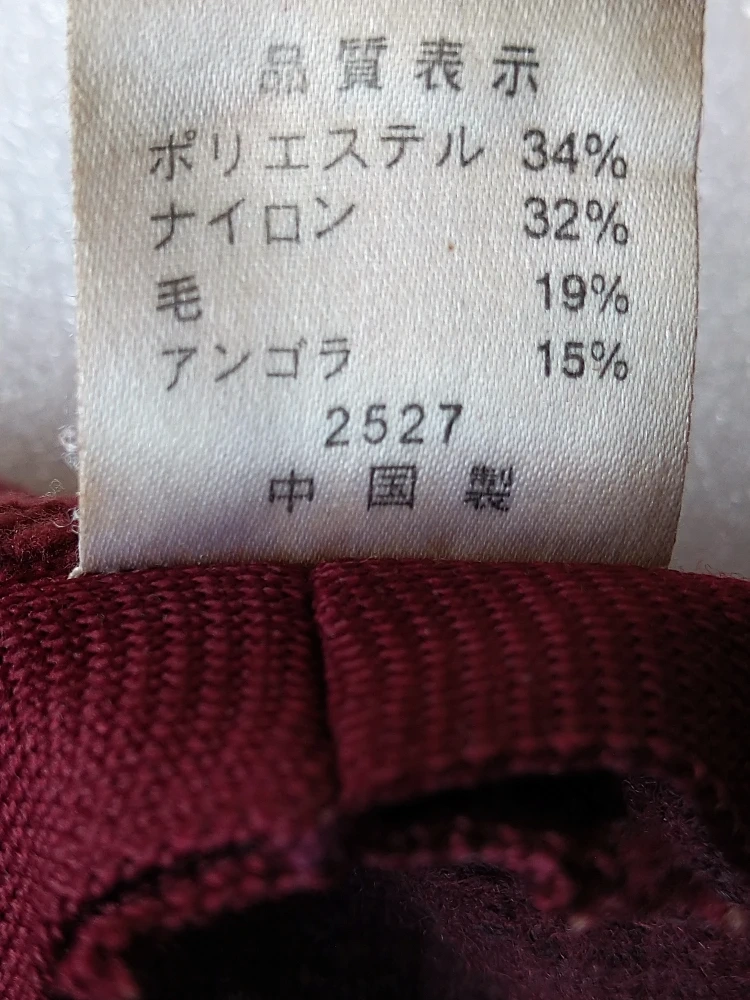 品質表示
ポリエステル 34%
ナイロン 32%
毛 19%
アンゴラ 15%
2527
中国製